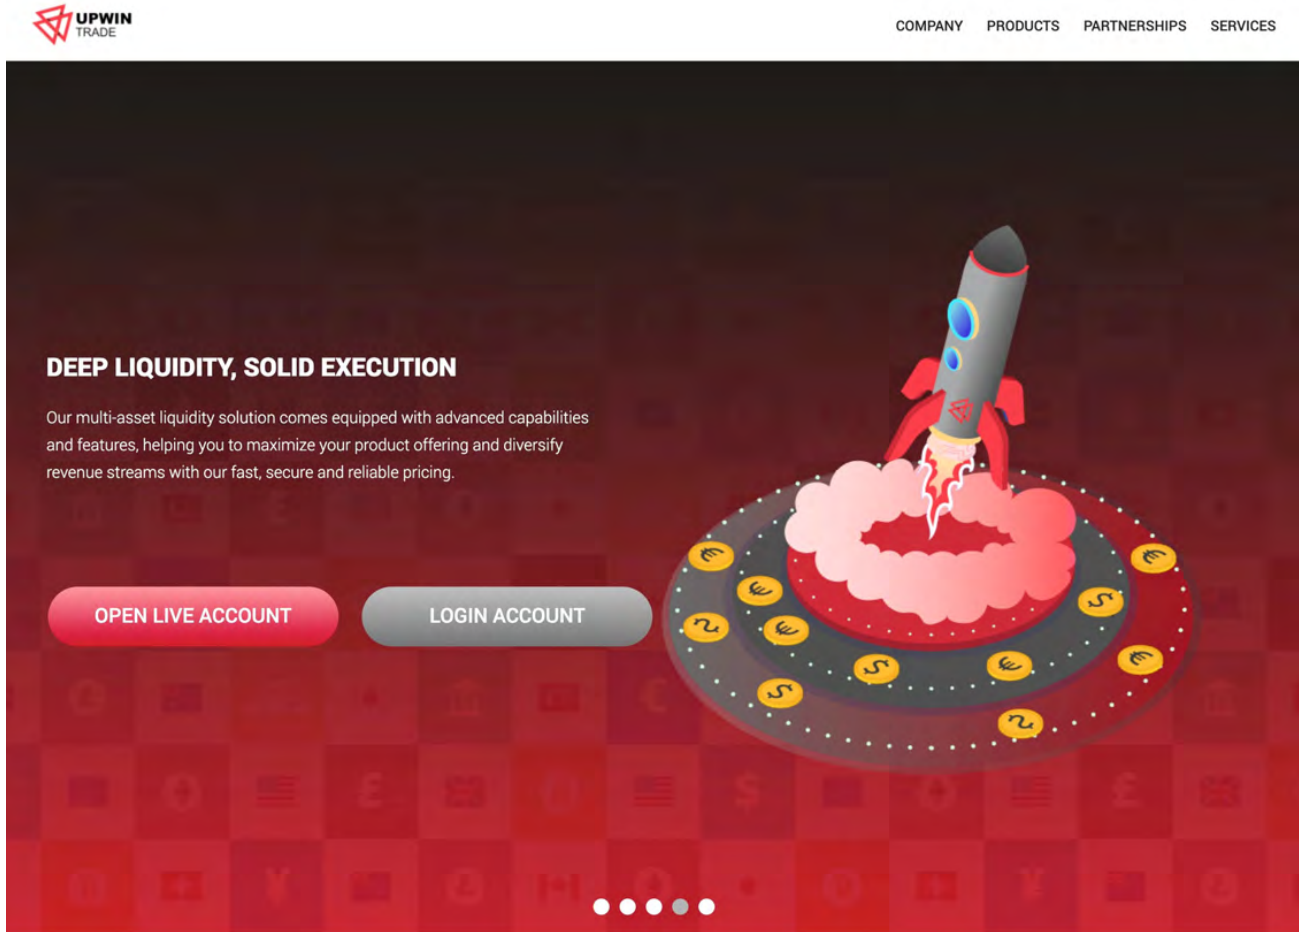 UPWIN
TRADE
COMPANY PRODUCTS PARTNERSHIPS SERVICES
DEEP LIQUIDITY, SOLID EXECUTION
Our multi-asset liquidity solution comes equipped with advanced capabilities
and features, helping you to maximize your product offering and diversify
revenue streams with our fast, secure and reliable pricing.
OPEN LIVE ACCOUNT LOGIN ACCOUNT